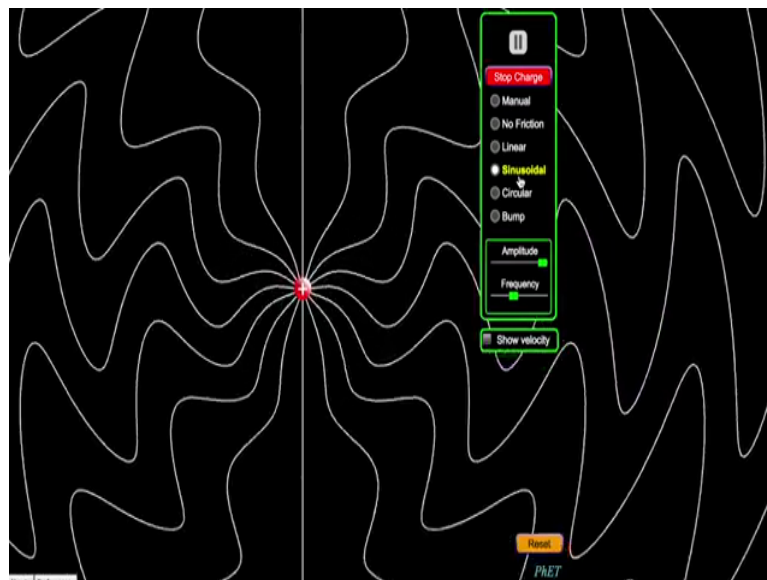 Stop Charge
Manual
No Friction
Linear
Sinusoidal
Circular
Bump
Amplitude
Frequency
Show velocity
Reset
PhET